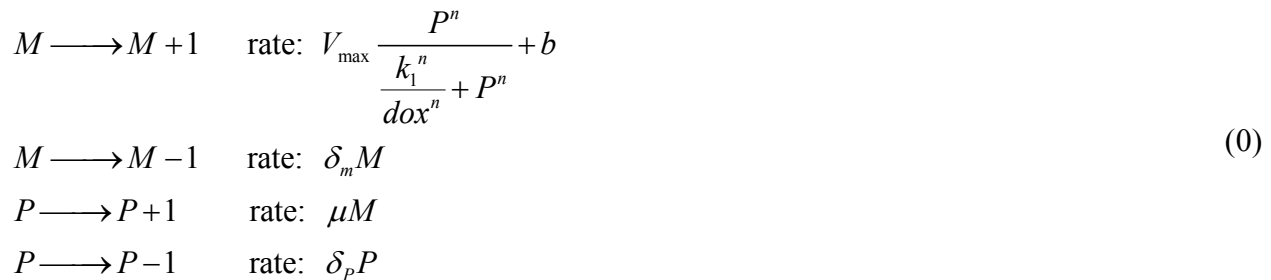 M ⟶ M +1 rate: V_max P^n / (k_1^n / dox^n + P^n) + b
(0)
M ⟶ M −1 rate: δ_m M
P ⟶ P+1 rate: μM
P ⟶ P−1 rate: δ_P P